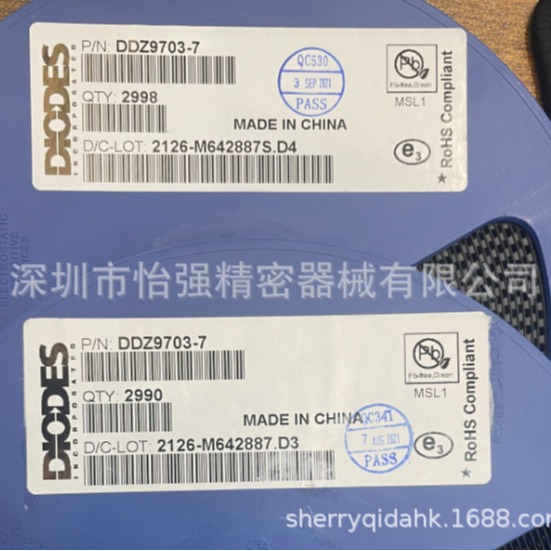 DIODES
INCORPORATED
P/N: DDZ9703-7
QTY: 2998
QC530
3 SEP 2021
PASS
MADE IN CHINA
D/C-LOT: 2126-M642887S.D4
Pb
Pb-free,Green
MSL1
e3
RoHS Compliant
深圳市怡强精密器械有限公司
DIODES
INCORPORATED
P/N: DDZ9703-7
QTY: 2990
MADE IN CHINA
QC341
7 AUG 2021
PASS
D/C-LOT: 2126-M642887.D3
Pb
Pb-free,Green
MSL1
e3
RoHS Compliant
sherryqidahk.1688.com